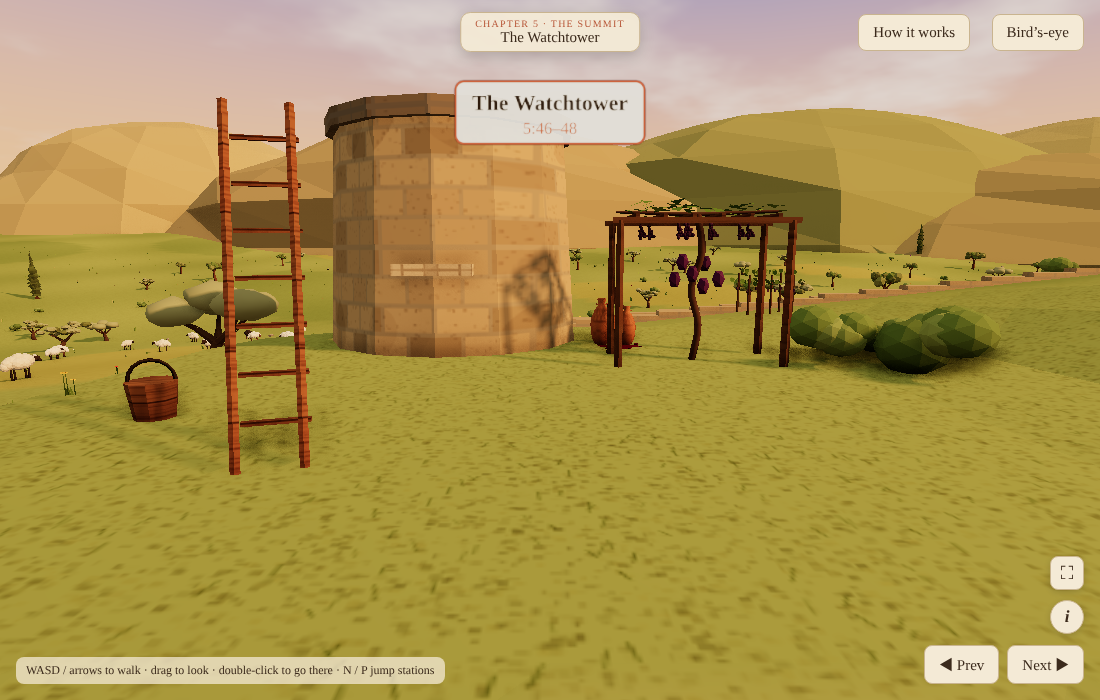 CHAPTER 5 · THE SUMMIT
The Watchtower
How it works
Bird’s-eye
The Watchtower
5:46–48
i
WASD / arrows to walk · drag to look · double-click to go there · N / P jump stations
◀ Prev
Next ▶